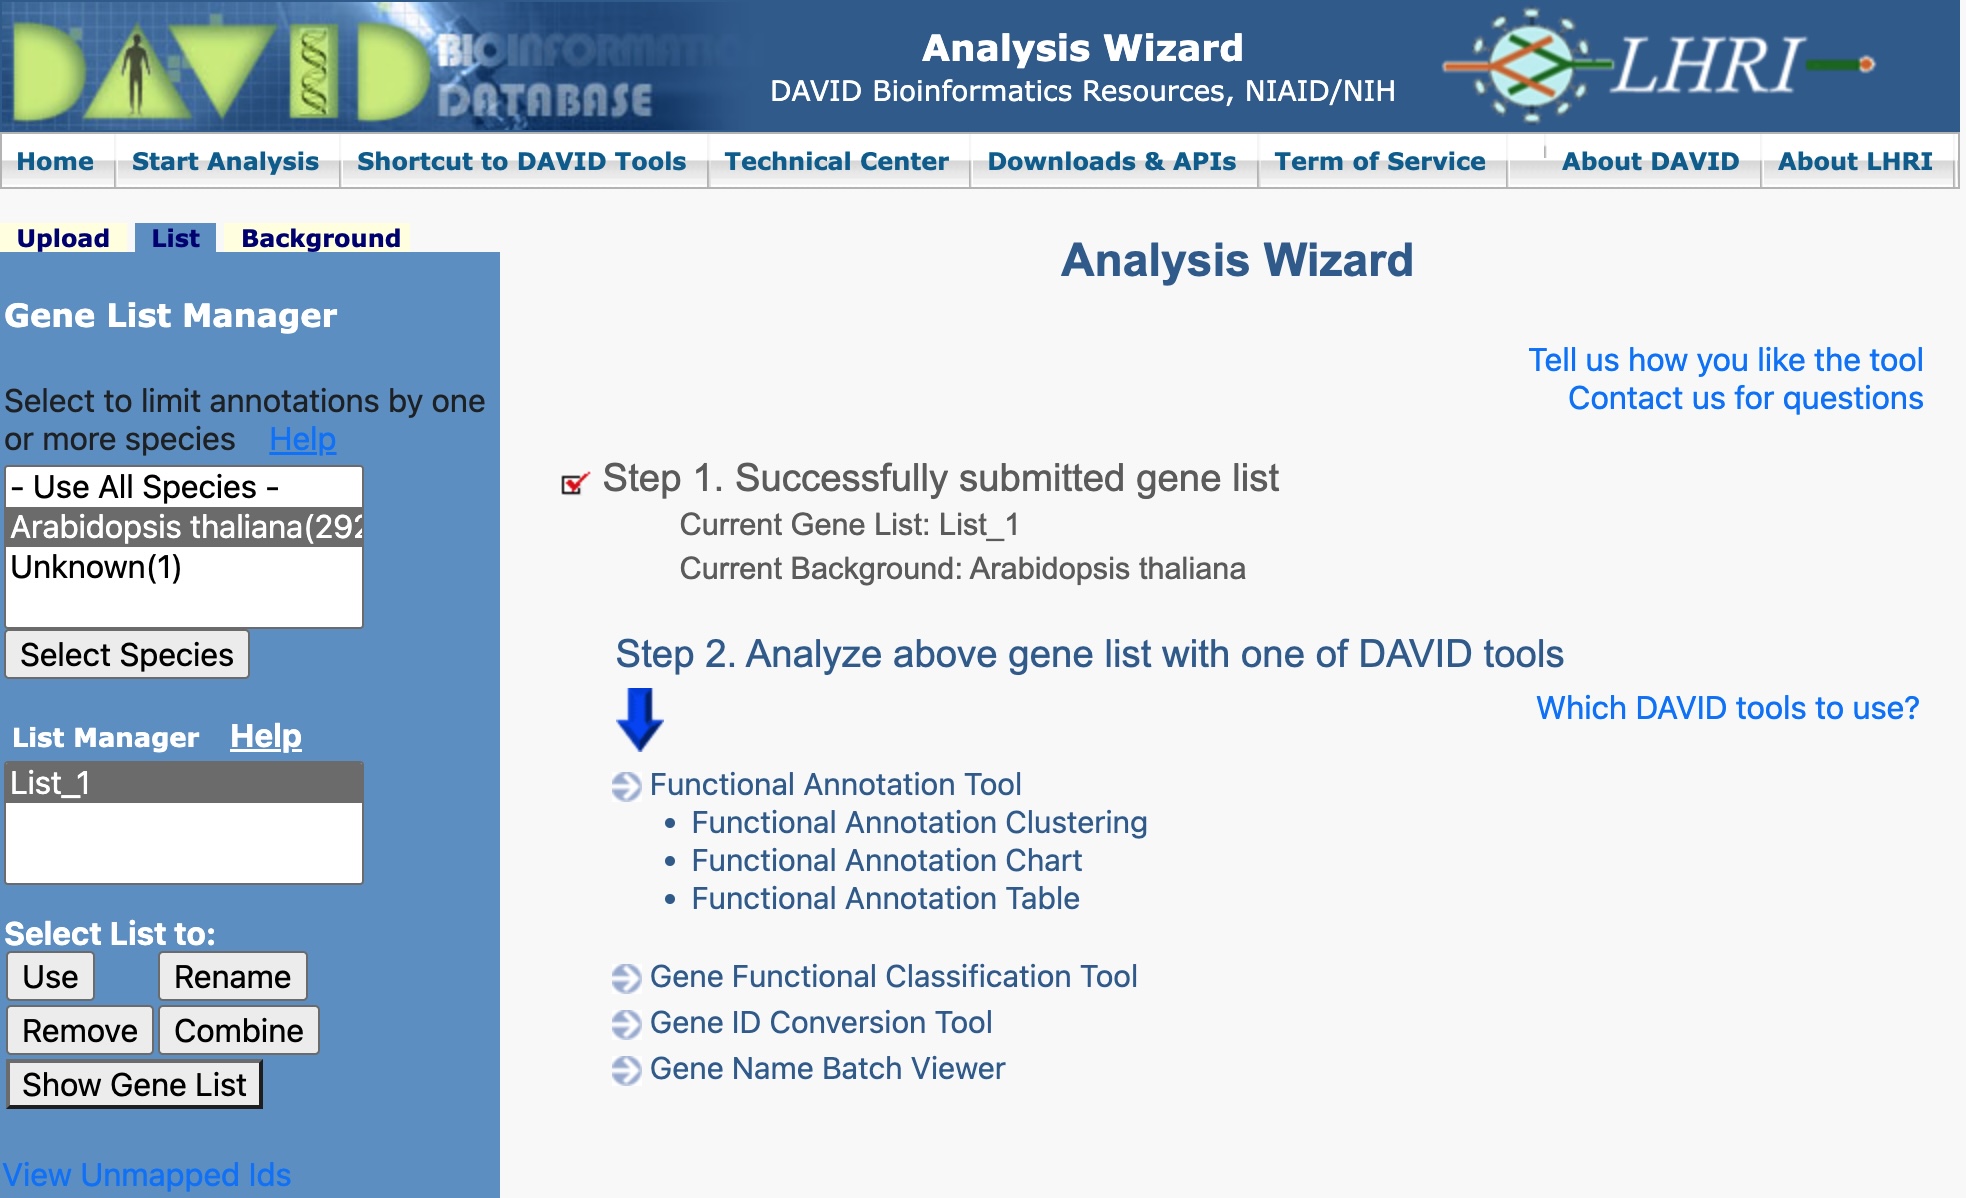 DAVID BIOINFORMATICS
DATABASE
Analysis Wizard
DAVID Bioinformatics Resources, NIAID/NIH
LHRI
Home Start Analysis Shortcut to DAVID Tools Technical Center Downloads & APIs Term of Service About DAVID About LHRI
Upload List Background
Gene List Manager
Select to limit annotations by one
or more species Help
- Use All Species -
Arabidopsis thaliana(292
Unknown(1)
Select Species
List Manager Help
List_1
Select List to:
Use Rename
Remove Combine
Show Gene List
View Unmapped Ids
Analysis Wizard
Tell us how you like the tool
Contact us for questions
Step 1. Successfully submitted gene list
Current Gene List: List_1
Current Background: Arabidopsis thaliana
Step 2. Analyze above gene list with one of DAVID tools
Which DAVID tools to use?
Functional Annotation Tool
• Functional Annotation Clustering
• Functional Annotation Chart
• Functional Annotation Table
Gene Functional Classification Tool
Gene ID Conversion Tool
Gene Name Batch Viewer